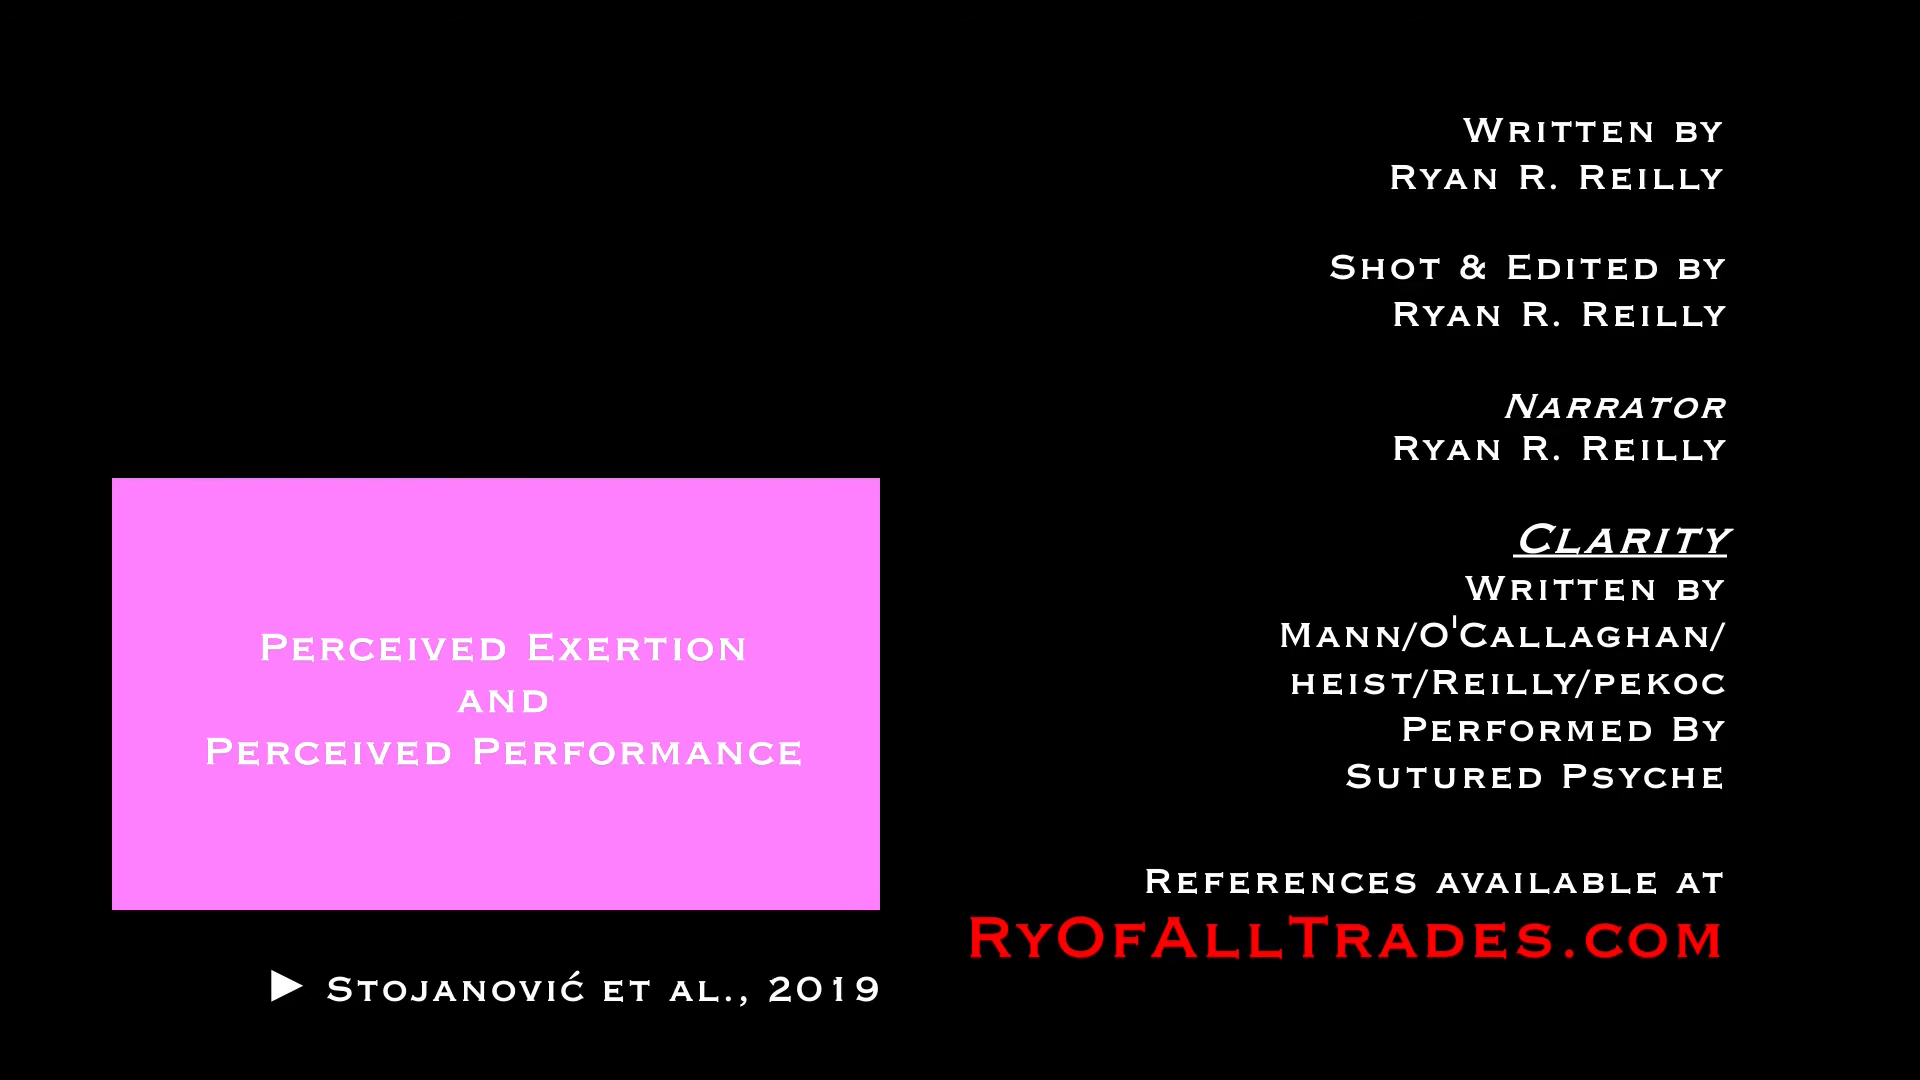 Perceived Exertion
and
Perceived Performance
► Stojanović et al., 2019
Written by
Ryan R. Reilly
Shot & Edited by
Ryan R. Reilly
Narrator
Ryan R. Reilly
Clarity
Written by
Mann/O'Callaghan/
heist/Reilly/pekoc
Performed By
Sutured Psyche
References available at
RyOfAllTrades.com